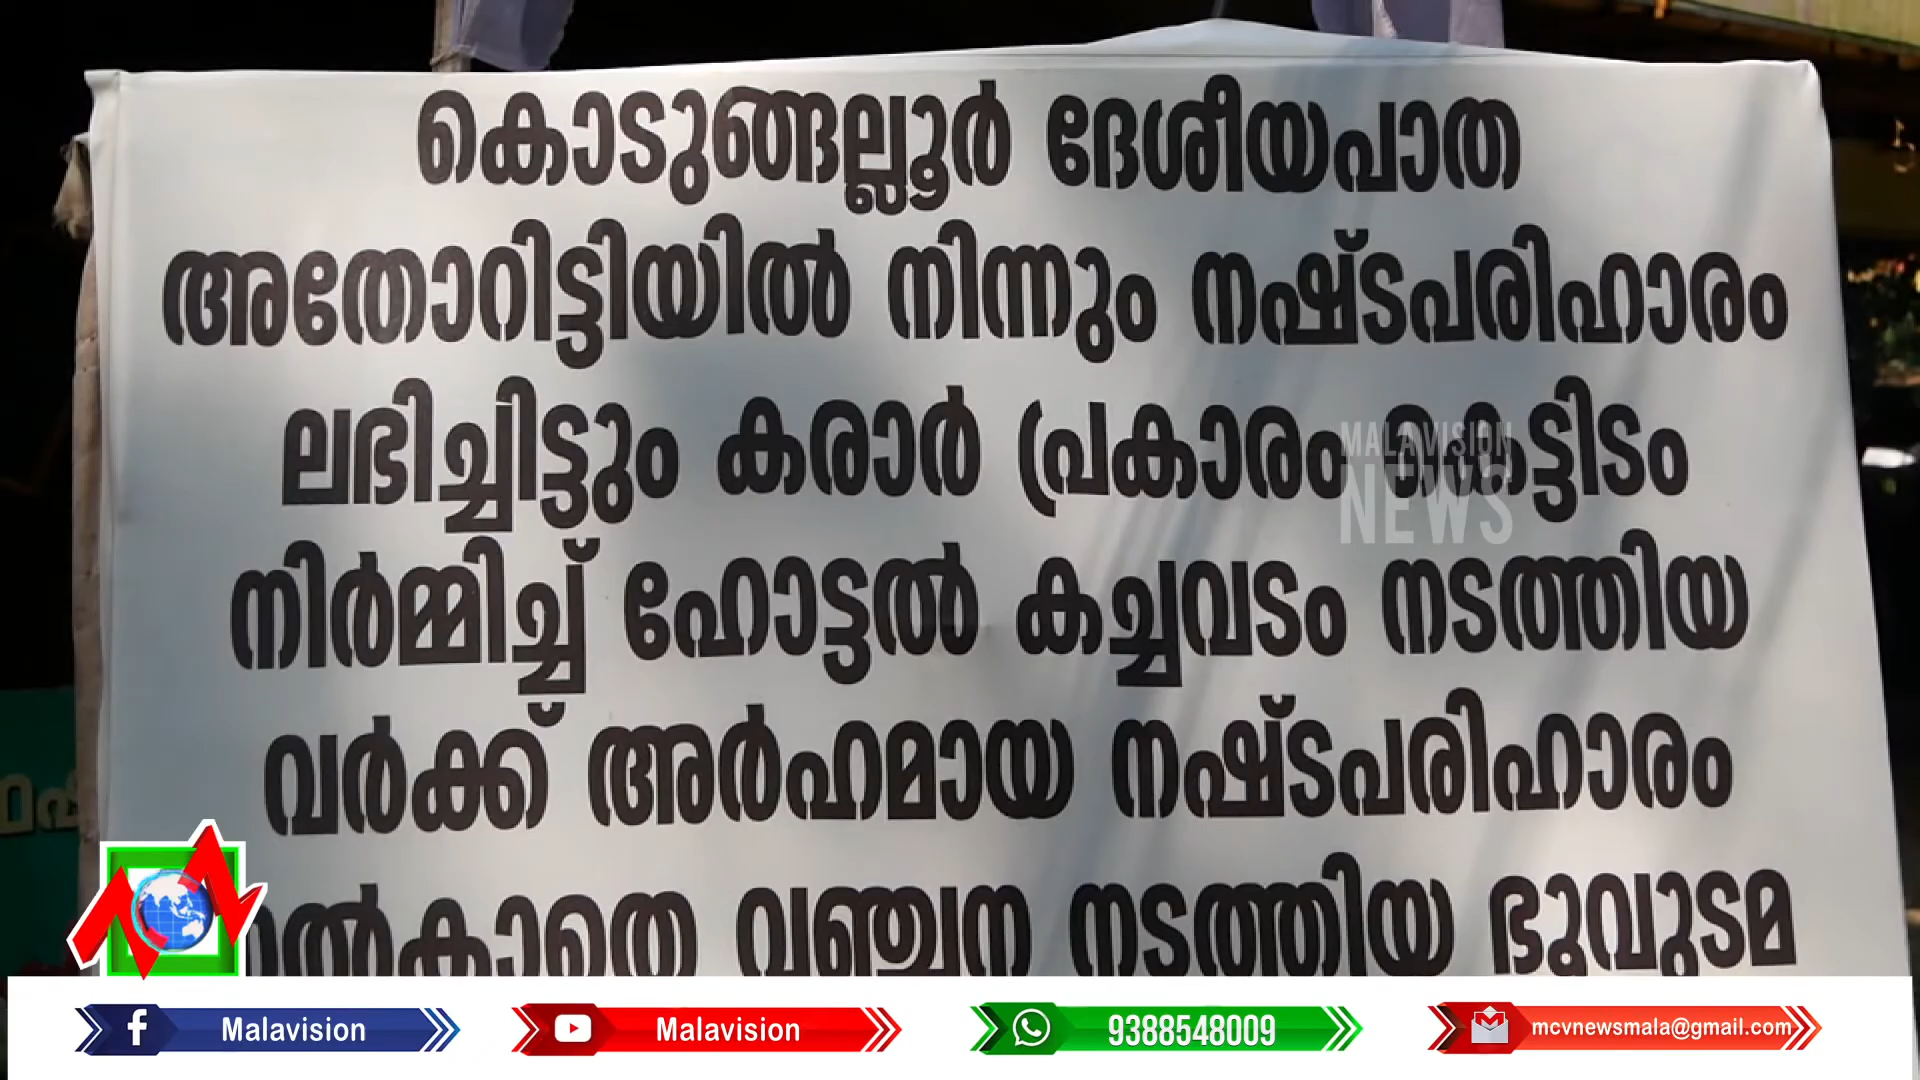 കൊടുങ്ങല്ലൂർ ദേശീയപാത
അതോറിട്ടിയിൽ നിന്നും നഷ്ടപരിഹാരം
ലഭിച്ചിട്ടും കരാർ പ്രകാരം കെട്ടിടം
MALAVISION
NEWS
നിർമ്മിച്ച് ഹോട്ടൽ കച്ചവടം നടത്തിയ
വർക്ക് അർഹമായ നഷ്ടപരിഹാരം
നൽകാതെ വഞ്ചന നടത്തിയ ഭൂവുടമ
Malavision Malavision 9388548009 mcvnewsmala@gmail.com